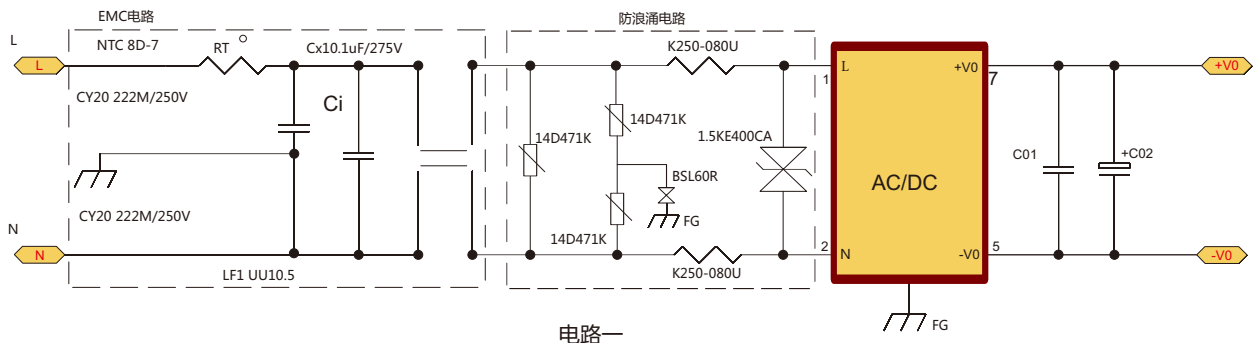 EMC电路
防浪涌电路
L
L
NTC 8D-7
RT
Cx10.1uF/275V
K250-080U
1
L
+V0
7
+V0
CY20 222M/250V
Ci
14D471K
14D471K
1.5KE400CA
BSL60R
AC/DC
C01
+C02
CY20 222M/250V
FG
N
N
14D471K
2
N
-V0
5
-V0
LF1 UU10.5
K250-080U
FG
电路一